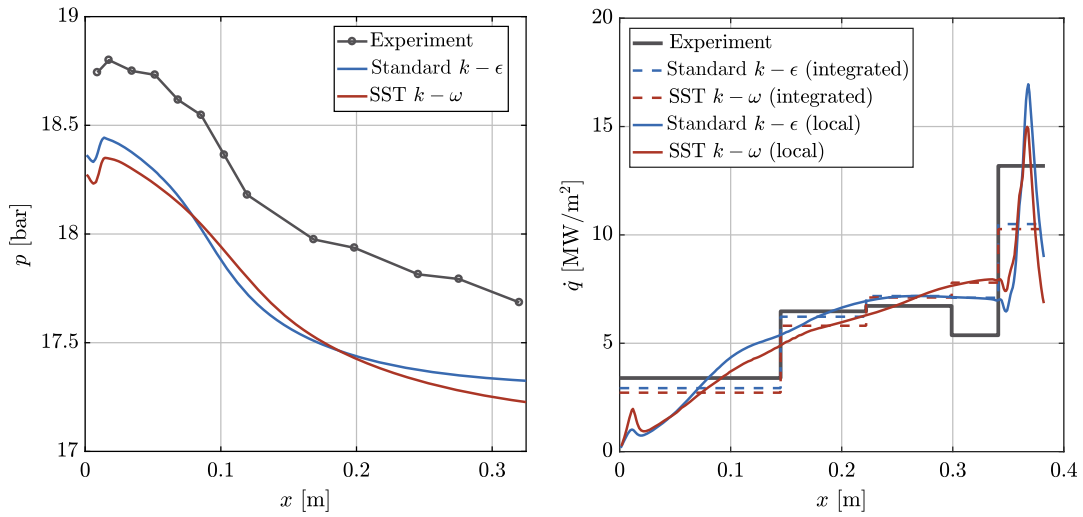 19
18.5
18
17.5
17
p [bar]
0
0.1
0.2
0.3
x [m]
Experiment
Standard k − ϵ
SST k − ω
20
15
10
5
0
q̇ [MW/m²]
0
0.1
0.2
0.3
0.4
x [m]
Experiment
Standard k − ϵ (integrated)
SST k − ω (integrated)
Standard k − ϵ (local)
SST k − ω (local)